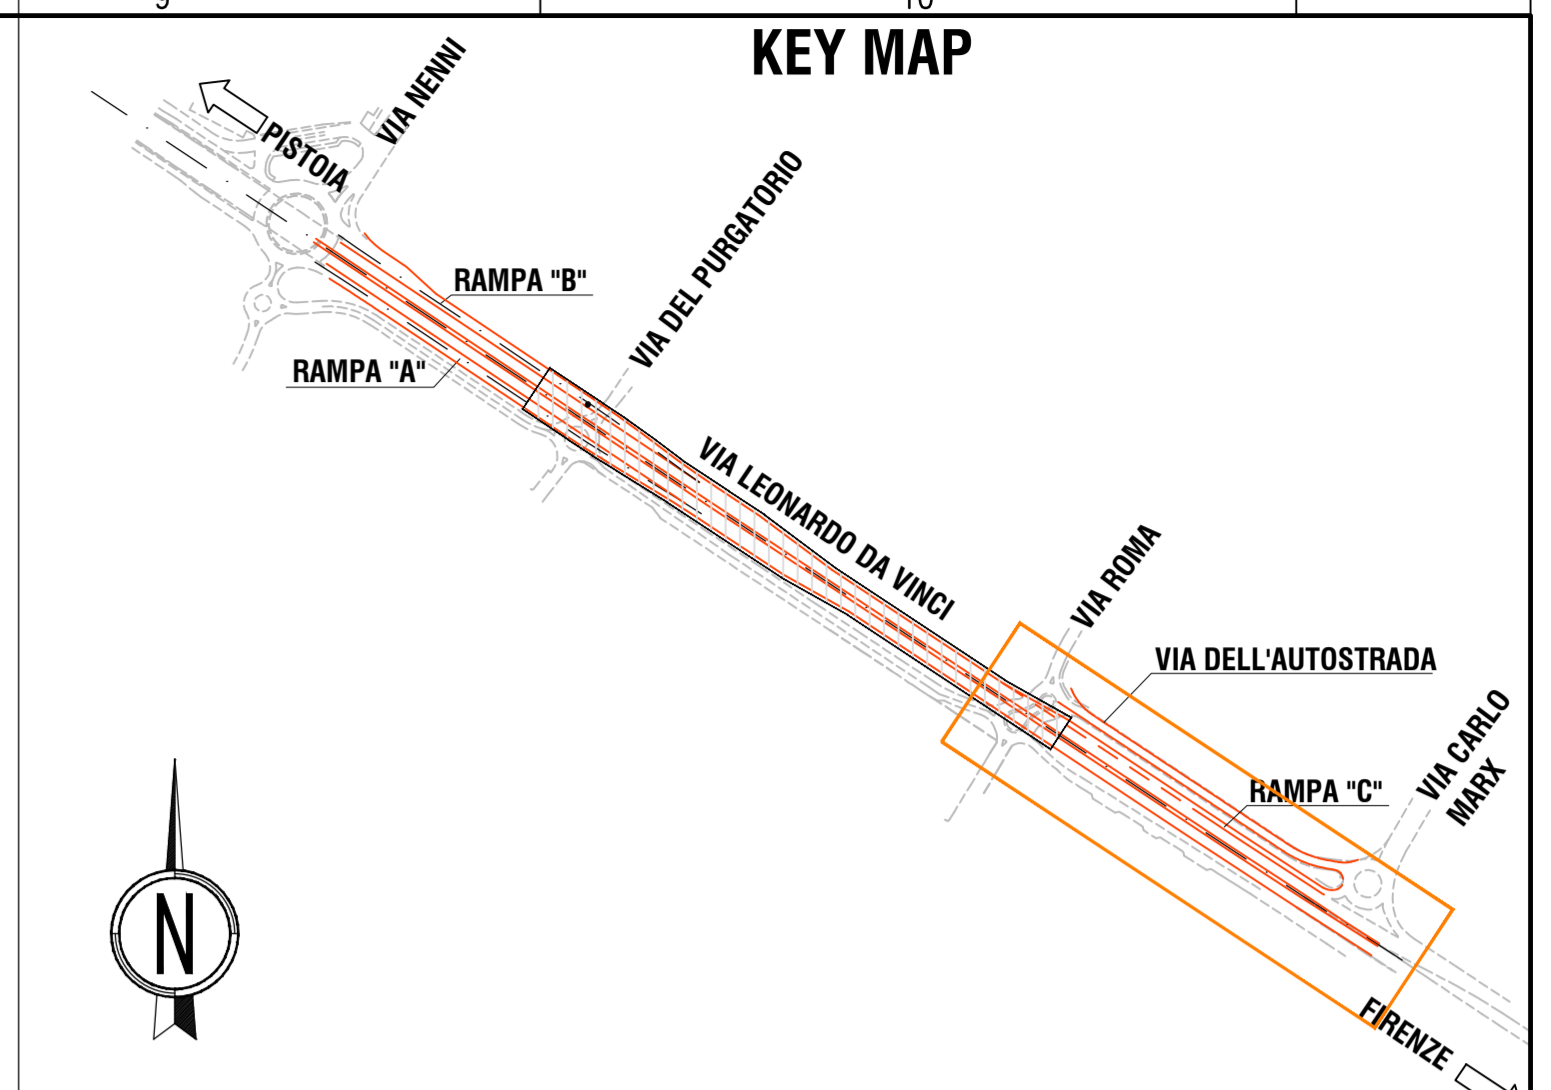 KEY MAP
VIA NENNI
PISTOIA
VIA DEL PURGATORIO
RAMPA "B"
RAMPA "A"
VIA LEONARDO DA VINCI
VIA ROMA
VIA DELL'AUTOSTRADA
VIA CARLO
MARX
RAMPA "C"
N
FIRENZE